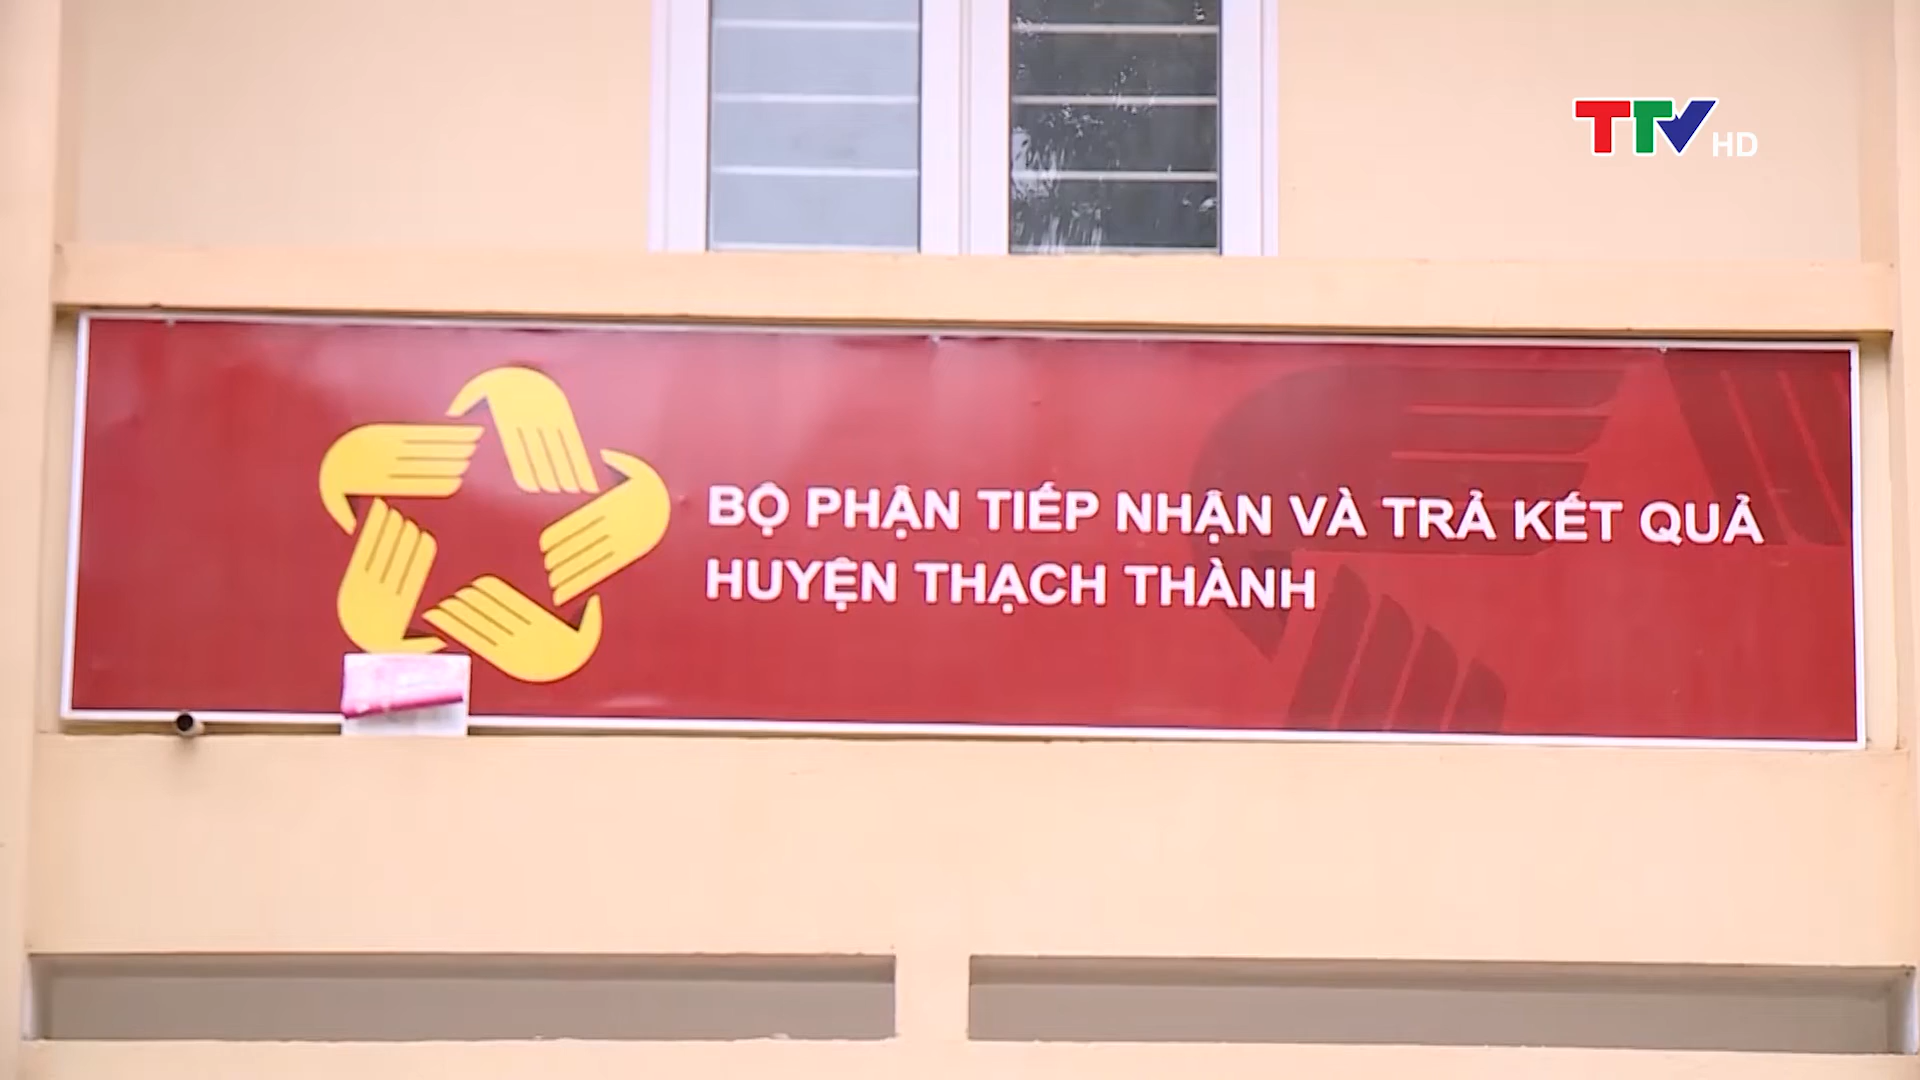 TTV HD
BỘ PHẬN TIẾP NHẬN VÀ TRẢ KẾT QUẢ
HUYỆN THẠCH THÀNH